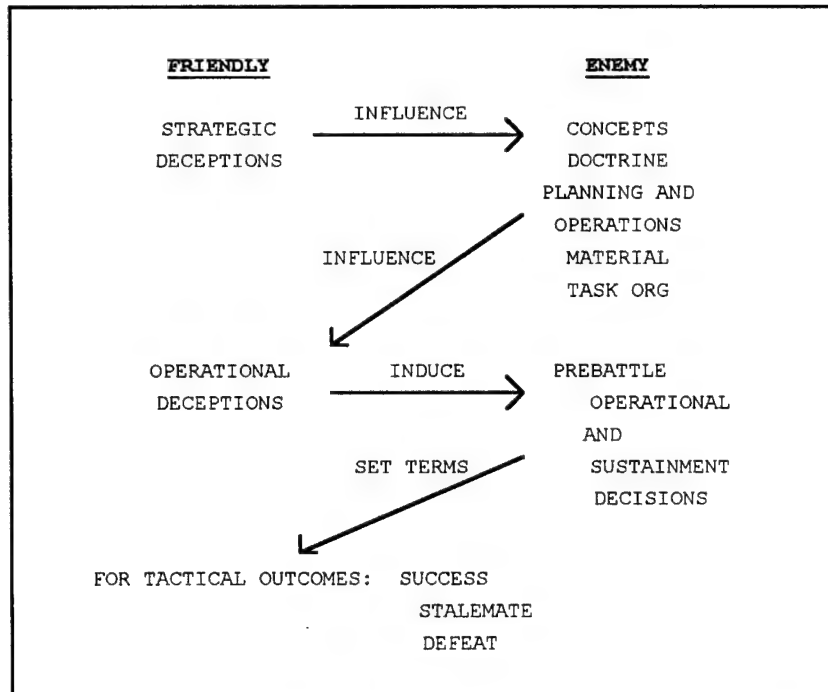 FRIENDLY ENEMY
INFLUENCE
STRATEGIC CONCEPTS
DECEPTIONS DOCTRINE
PLANNING AND
OPERATIONS
INFLUENCE MATERIAL
TASK ORG
OPERATIONAL INDUCE PREBATTLE
DECEPTIONS OPERATIONAL
AND
SET TERMS SUSTAINMENT
DECISIONS
FOR TACTICAL OUTCOMES: SUCCESS
STALEMATE
DEFEAT